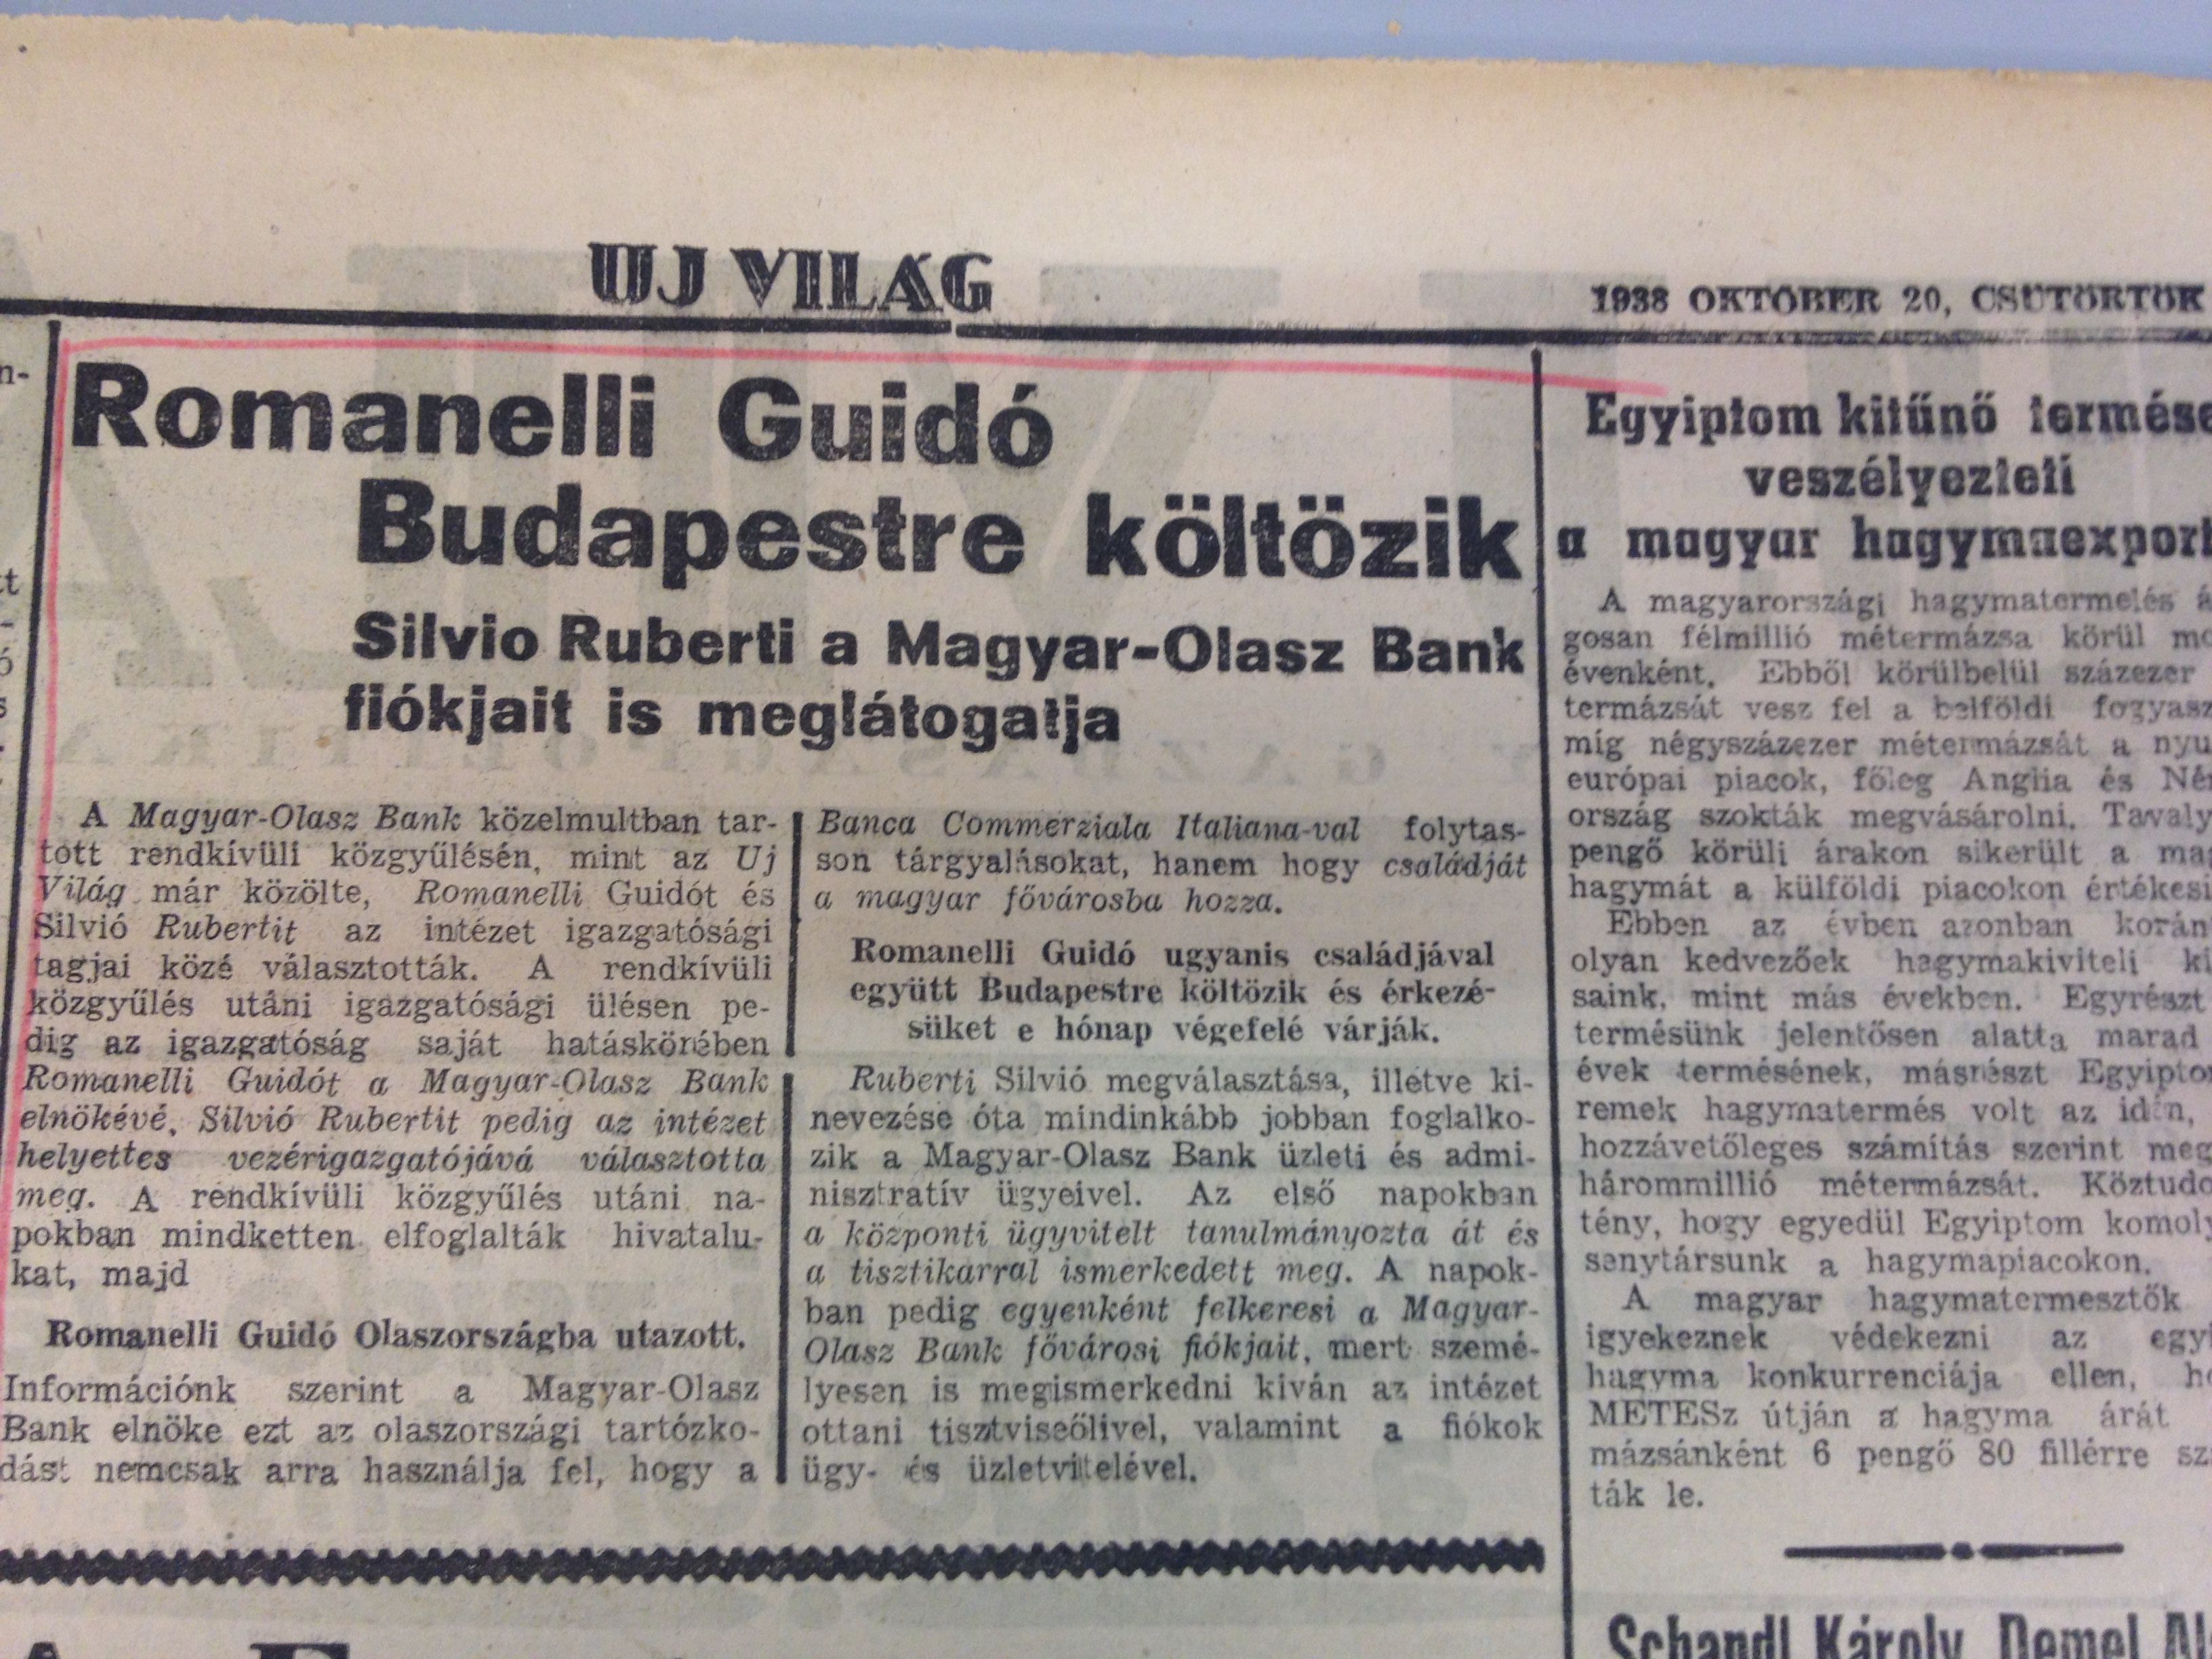 UJ VILÁG
1938 OKTÓBER 20, CSÜTÖRTÖK
Romanelli Guidó
Budapestre költözik
Silvio Ruberti a Magyar-Olasz Bank
fiókjait is meglátogatja
A Magyar-Olasz Bank közelmultban tar-
tott rendkívüli közgyűlésén, mint az Uj
Világ már közölte, Romanelli Guidót és
Silvió Rubertit az intézet igazgatósági
tagjai közé választották. A rendkívüli
közgyűlés utáni igazgatósági ülésen pe-
dig az igazgatóság saját hatáskörében
Romanelli Guidót a Magyar-Olasz Bank
elnökévé, Silvió Rubertit pedig az intézet
helyettes vezérigazgatójává választotta
meg. A rendkívüli közgyűlés utáni na-
pokban mindketten elfoglalták hivatalu-
kat, majd
Romanelli Guidó Olaszországba utazott.
Információnk szerint a Magyar-Olasz
Bank elnöke ezt az olaszországi tartózko-
dást nemcsak arra használja fel, hogy a
Banca Commerziala Italiana-val folytas-
son tárgyalásokat, hanem hogy családját
a magyar fővárosba hozza.
Romanelli Guidó ugyanis családjával
együtt Budapestre költözik és érkezé-
süket e hónap végefelé várják.
Ruberti Silvió megválasztása, illetve ki-
nevezése óta mindinkább jobban foglalko-
zik a Magyar-Olasz Bank üzleti és admi-
nisztratív ügyeivel. Az első napokban
a központi ügyvitelt tanulmányozta át és
a tisztikarral ismerkedett meg. A napok-
ban pedig egyenként felkeresi a Magyar-
Olasz Bank fővárosi fiókjait, mert szemé-
lyesen is megismerkedni kíván az intézet
ottani tisztviselőivel, valamint a fiókok
ügy- és üzletvitelével.
Egyiptom kitűnő termése
veszélyezteti
a magyar hagymaexport
A magyarországi hagymatermelés á
gosan félmillió métermázsa körül mo
évenként. Ebből körülbelül százezer
termázsát vesz fel a belföldi fogyasz
míg négyszázezer métermázsát a nyu
európai piacok, főleg Anglia és Né
ország szokták megvásárolni. Tavaly
pengő körüli árakon sikerült a ma
hagymát a külföldi piacokon értékesí
Ebben az évben azonban korán
olyan kedvezőek hagymakiviteli ki
saink, mint más években. Egyrészt
termésünk jelentősen alatta marad
évek termésének, másrészt Egyipto
remek hagymatermés volt az idén,
hozzávetőleges számítás szerint meg
hárommillió métermázsát. Köztudo
tény, hogy egyedül Egyiptom komoly
senytársunk a hagymapiacokon.
A magyar hagymatermesztők
igyekeznek védekezni az egyi
hagyma konkurrenciája ellen, ho
METESz útján a hagyma árát
mázsánként 6 pengő 80 fillérre sz
ták le.
Schandl Károly, Demel